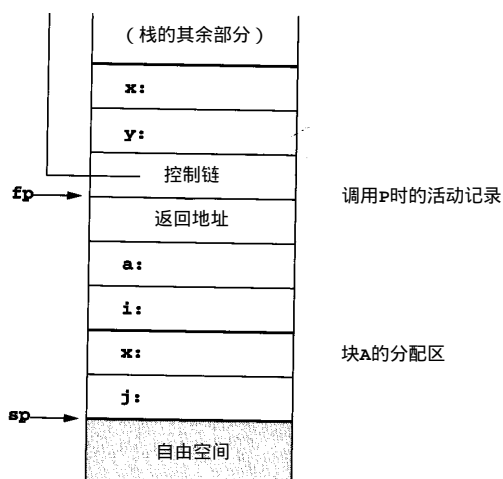 (栈的其余部分)
x:
y:
控制链
fp
调用P时的活动记录
返回地址
a:
i:
x:
块A的分配区
j:
sp
自由空间